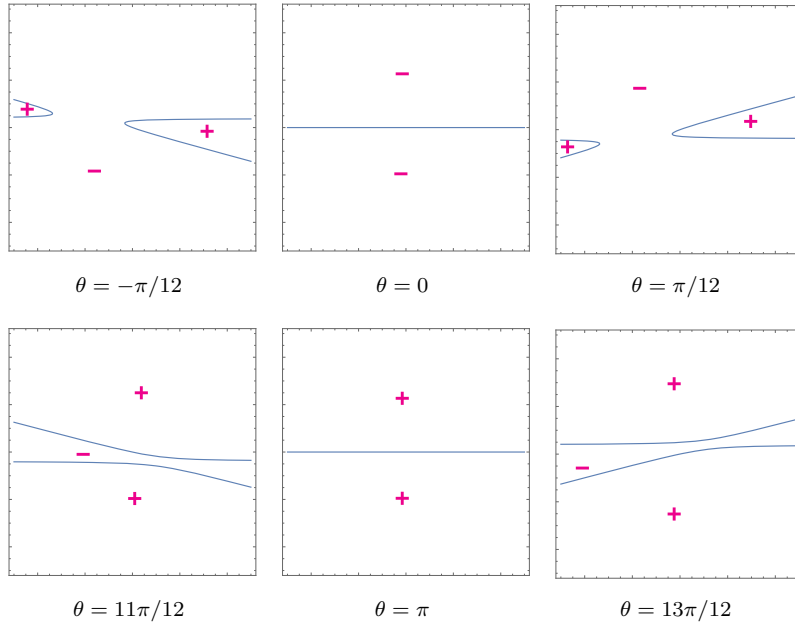 + + −
− −
− + +
θ = −π/12
θ = 0
θ = π/12
+ − +
+ +
+ − +
θ = 11π/12
θ = π
θ = 13π/12